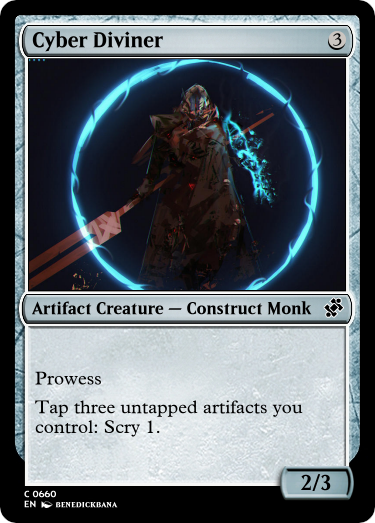 Cyber Diviner 3
Artifact Creature — Construct Monk
Prowess
Tap three untapped artifacts you
control: Scry 1.
2/3
C 0660
EN BENEDICKBANA